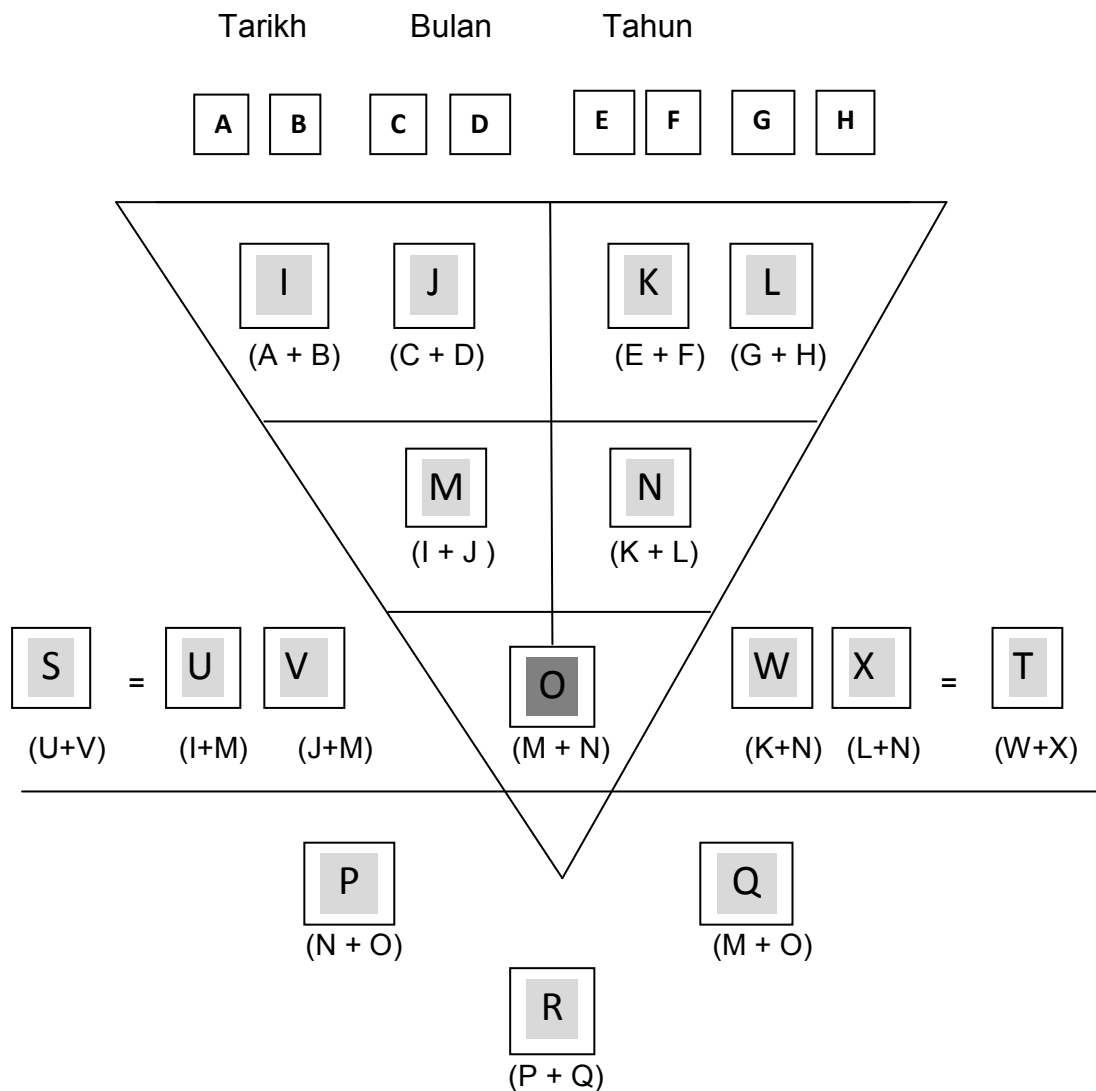 Tarikh Bulan Tahun
A B C D E F G H
I J K L
(A + B) (C + D) (E + F) (G + H)
M N
(I + J ) (K + L)
S = U V O W X = T
(U+V) (I+M) (J+M) (M + N) (K+N) (L+N) (W+X)
P Q
(N + O) (M + O)
R
(P + Q)